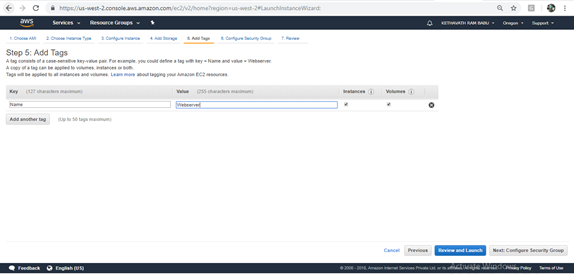 https://us-west-2.console.aws.amazon.com/ec2/v2/home?region=us-west-2#LaunchInstanceWizard:
aws Services Resource Groups KETHAVATH RAM BABU Oregon Support
1. Choose AMI 2. Choose Instance Type 3. Configure Instance 4. Add Storage 5. Add Tags 6. Configure Security Group 7. Review
Step 5: Add Tags
A tag consists of a case-sensitive key-value pair. For example, you could define a tag with key = Name and value = Webserver.
A copy of a tag can be applied to volumes, instances or both.
Tags will be applied to all instances and volumes. Learn more about tagging your Amazon EC2 resources.
Key (127 characters maximum) Value (255 characters maximum) Instances Volumes
Name Webserver
Add another tag (Up to 50 tags maximum)
Cancel Previous Review and Launch Next: Configure Security Group
Activate Windows
Feedback English (US) © 2008 - 2019, Amazon Internet Services Private Ltd. or its affiliates. All rights reserved. Privacy Policy Terms of Use